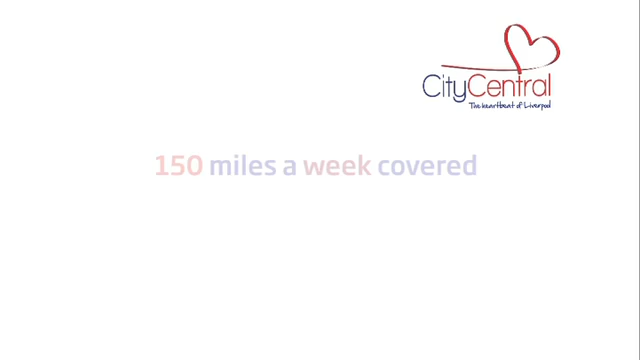 CityCentral
The heartbeat of Liverpool
150 miles a week covered